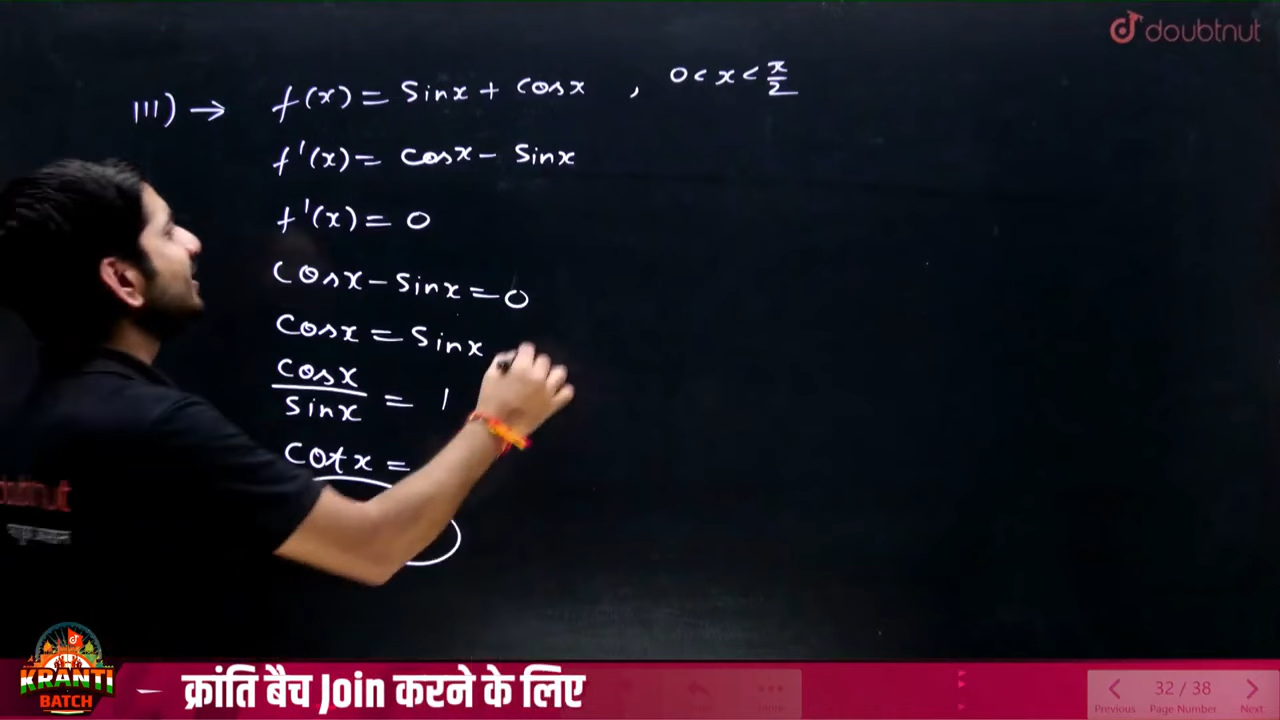 doubtnut
III) → f(x) = sinx + cosx , 0 < x < π/2
f'(x) = cosx - sinx
f'(x) = 0
cosx - sinx = 0
cosx = sinx
cosx/sinx = 1
cotx =
KRANTI
BATCH
– क्रांति बैच Join करने के लिए
32 / 38
Previous Page Number Next